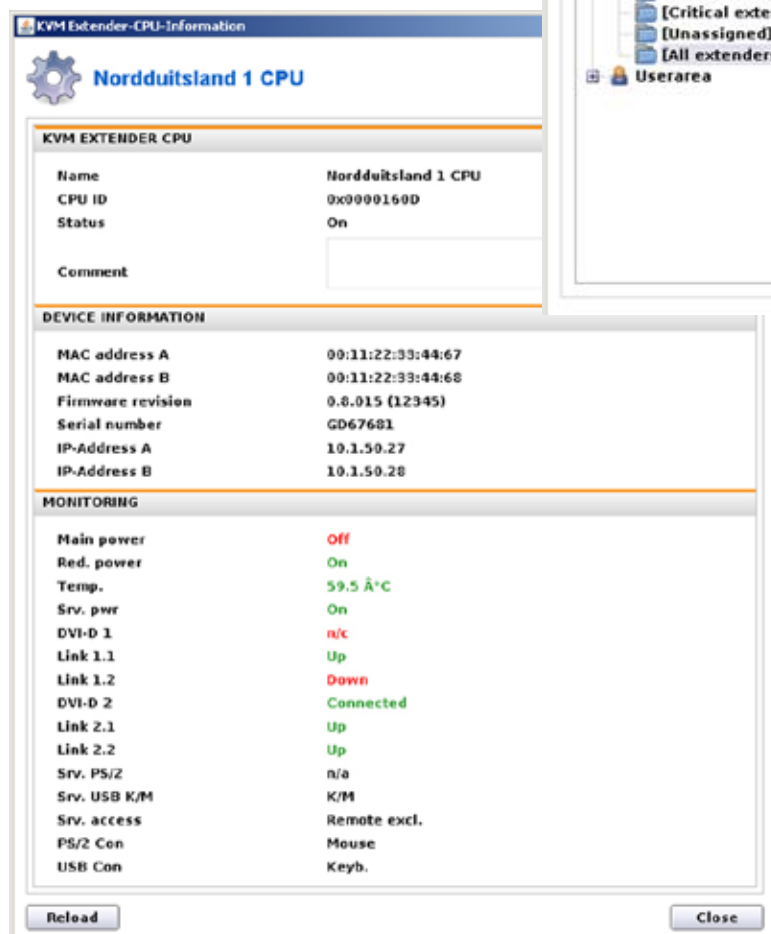 KVM Extender-CPU-Information
Nordduitsland 1 CPU
KVM EXTENDER CPU
Name Nordduitsland 1 CPU
CPU ID 0x0000160D
Status On
Comment
DEVICE INFORMATION
MAC address A 00:11:22:33:44:67
MAC address B 00:11:22:33:44:68
Firmware revision 0.8.015 (12345)
Serial number GD67681
IP-Address A 10.1.50.27
IP-Address B 10.1.50.28
MONITORING
Main power Off
Red. power On
Temp. 59.5 Â°C
Srv. pwr On
DVI-D 1 n/c
Link 1.1 Up
Link 1.2 Down
DVI-D 2 Connected
Link 2.1 Up
Link 2.2 Up
Srv. PS/2 n/a
Srv. USB K/M K/M
Srv. access Remote excl.
PS/2 Con Mouse
USB Con Keyb.
Reload Close
[Critical exte
[Unassigned]
[All extender
Userarea